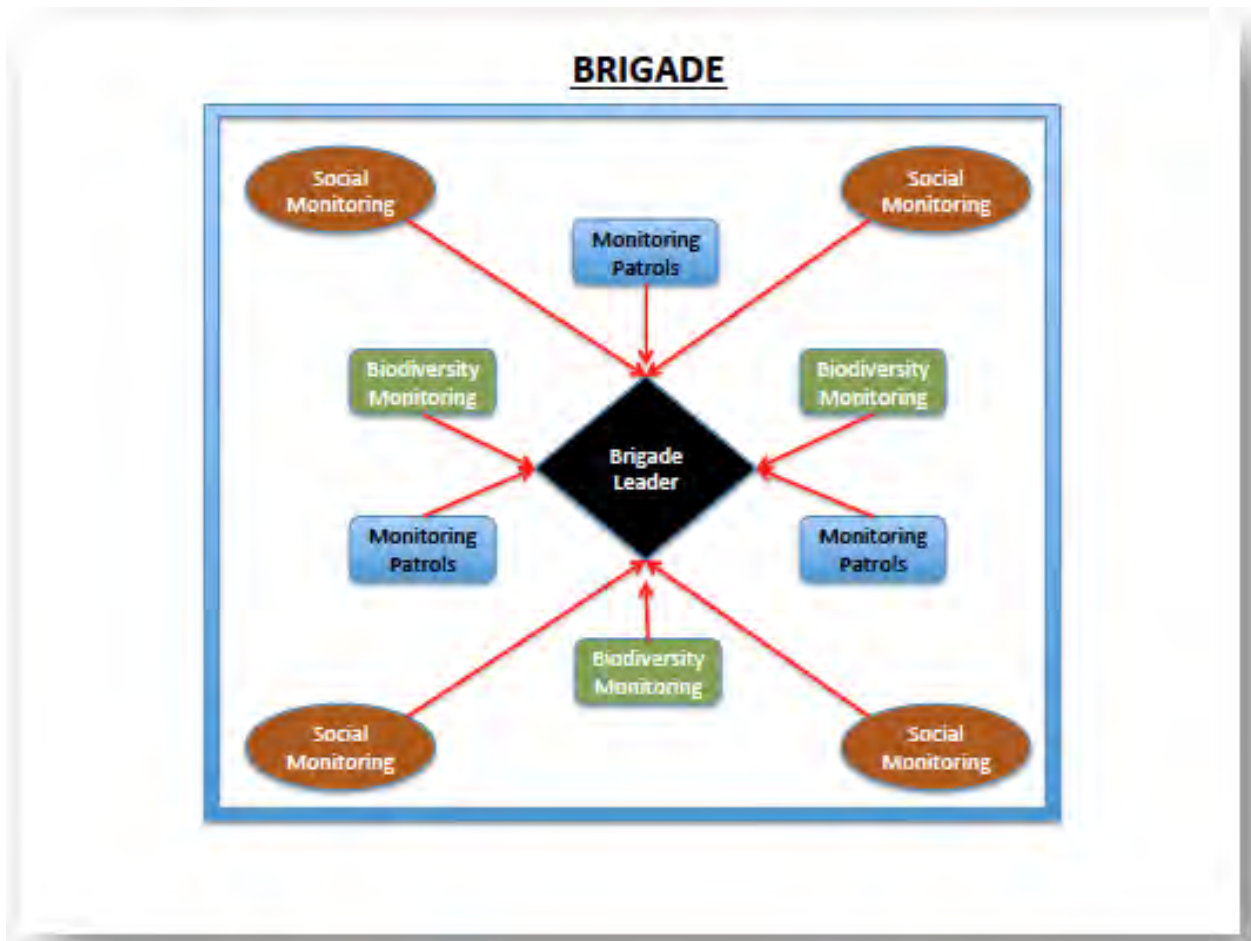 BRIGADE
Social
Monitoring
Social
Monitoring
Monitoring
Patrols
Biodiversity
Monitoring
Biodiversity
Monitoring
Brigade
Leader
Monitoring
Patrols
Monitoring
Patrols
Biodiversity
Monitoring
Social
Monitoring
Social
Monitoring